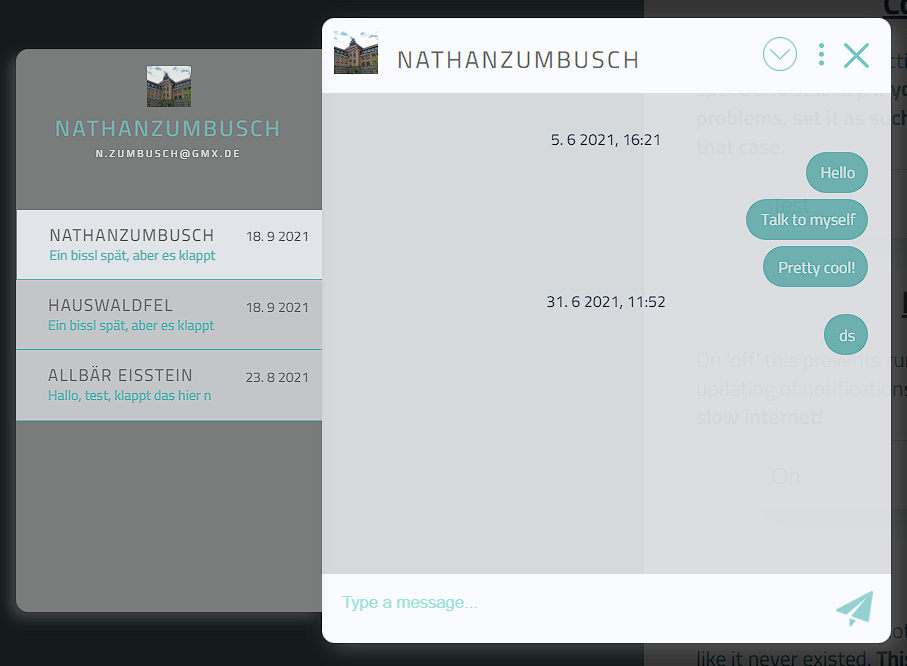 NATHANZUMBUSCH
N.ZUMBUSCH@GMX.DE
NATHANZUMBUSCH 18. 9 2021
Ein bissl spät, aber es klappt
HAUSWALDFEL 18. 9 2021
Ein bissl spät, aber es klappt
ALLBÄR EISSTEIN 23. 8 2021
Hallo, test, klappt das hier n
NATHANZUMBUSCH
5. 6 2021, 16:21
Hello
Talk to myself
Pretty cool!
31. 6 2021, 11:52
ds
Type a message...
problems, set it as such
that case.
Test
On 'off' this prevents
updating of notifications
slow internet!
On
like it never existed. This